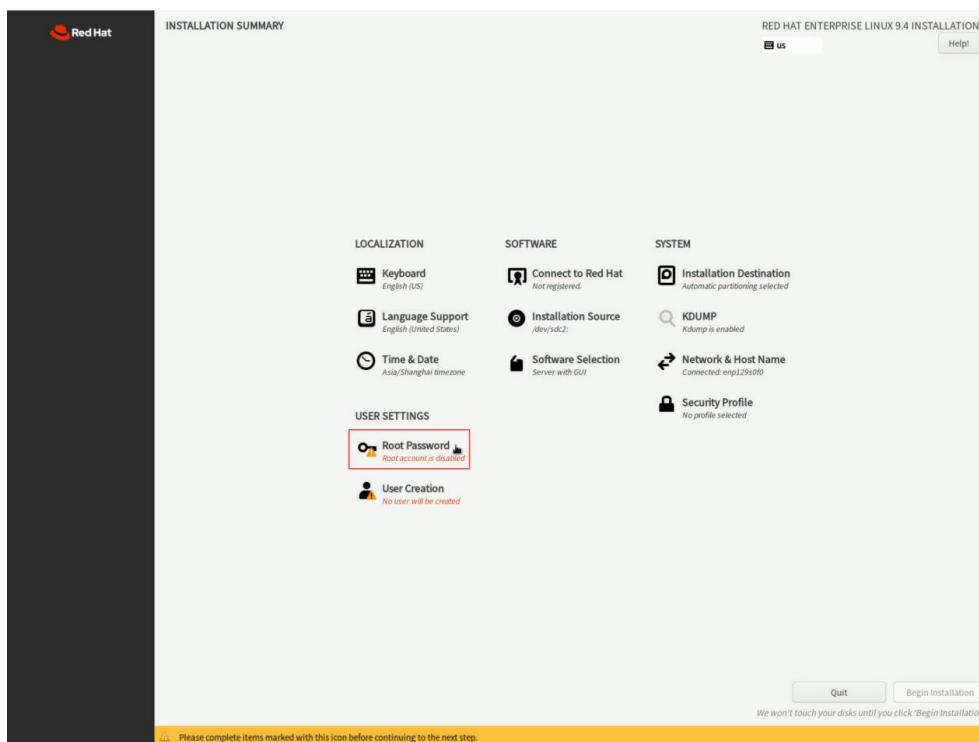 Red Hat
INSTALLATION SUMMARY
RED HAT ENTERPRISE LINUX 9.4 INSTALLATION
us
Help!
LOCALIZATION
Keyboard
English (US)
Language Support
English (United States)
Time & Date
Asia/Shanghai timezone
SOFTWARE
Connect to Red Hat
Not registered.
Installation Source
/dev/sdc2:
Software Selection
Server with GUI
SYSTEM
Installation Destination
Automatic partitioning selected
KDUMP
Kdump is enabled
Network & Host Name
Connected: enp129s0f0
Security Profile
No profile selected
USER SETTINGS
Root Password
Root account is disabled
User Creation
No user will be created
Quit
Begin Installation
We won't touch your disks until you click 'Begin Installatio
Please complete items marked with this icon before continuing to the next step.